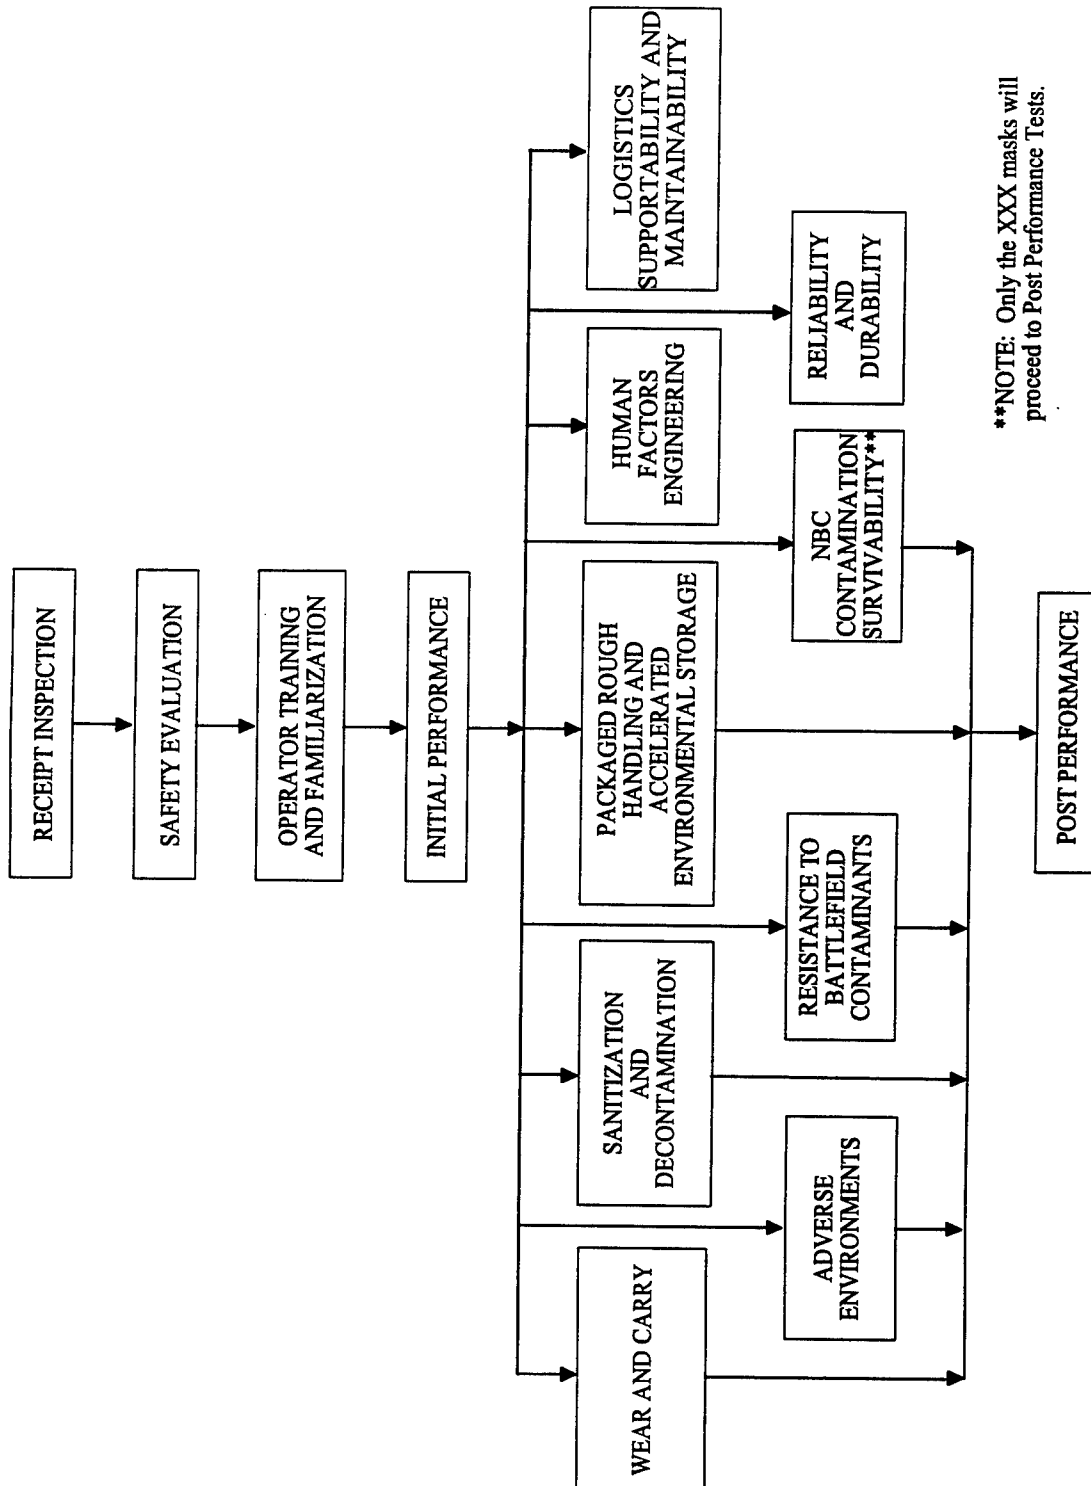 RECEIPT INSPECTION
SAFETY EVALUATION
OPERATOR TRAINING
AND FAMILIARIZATION
INITIAL PERFORMANCE
WEAR AND CARRY
SANITIZATION
AND
DECONTAMINATION
PACKAGED ROUGH
HANDLING AND
ACCELERATED
ENVIRONMENTAL STORAGE
HUMAN
FACTORS
ENGINEERING
LOGISTICS
SUPPORTABILITY AND
MAINTAINABILITY
ADVERSE
ENVIRONMENTS
RESISTANCE TO
BATTLEFIELD
CONTAMINANTS
NBC
CONTAMINATION
SURVIVABILITY**
RELIABILITY
AND
DURABILITY
POST PERFORMANCE
**NOTE: Only the XXX masks will
proceed to Post Performance Tests.